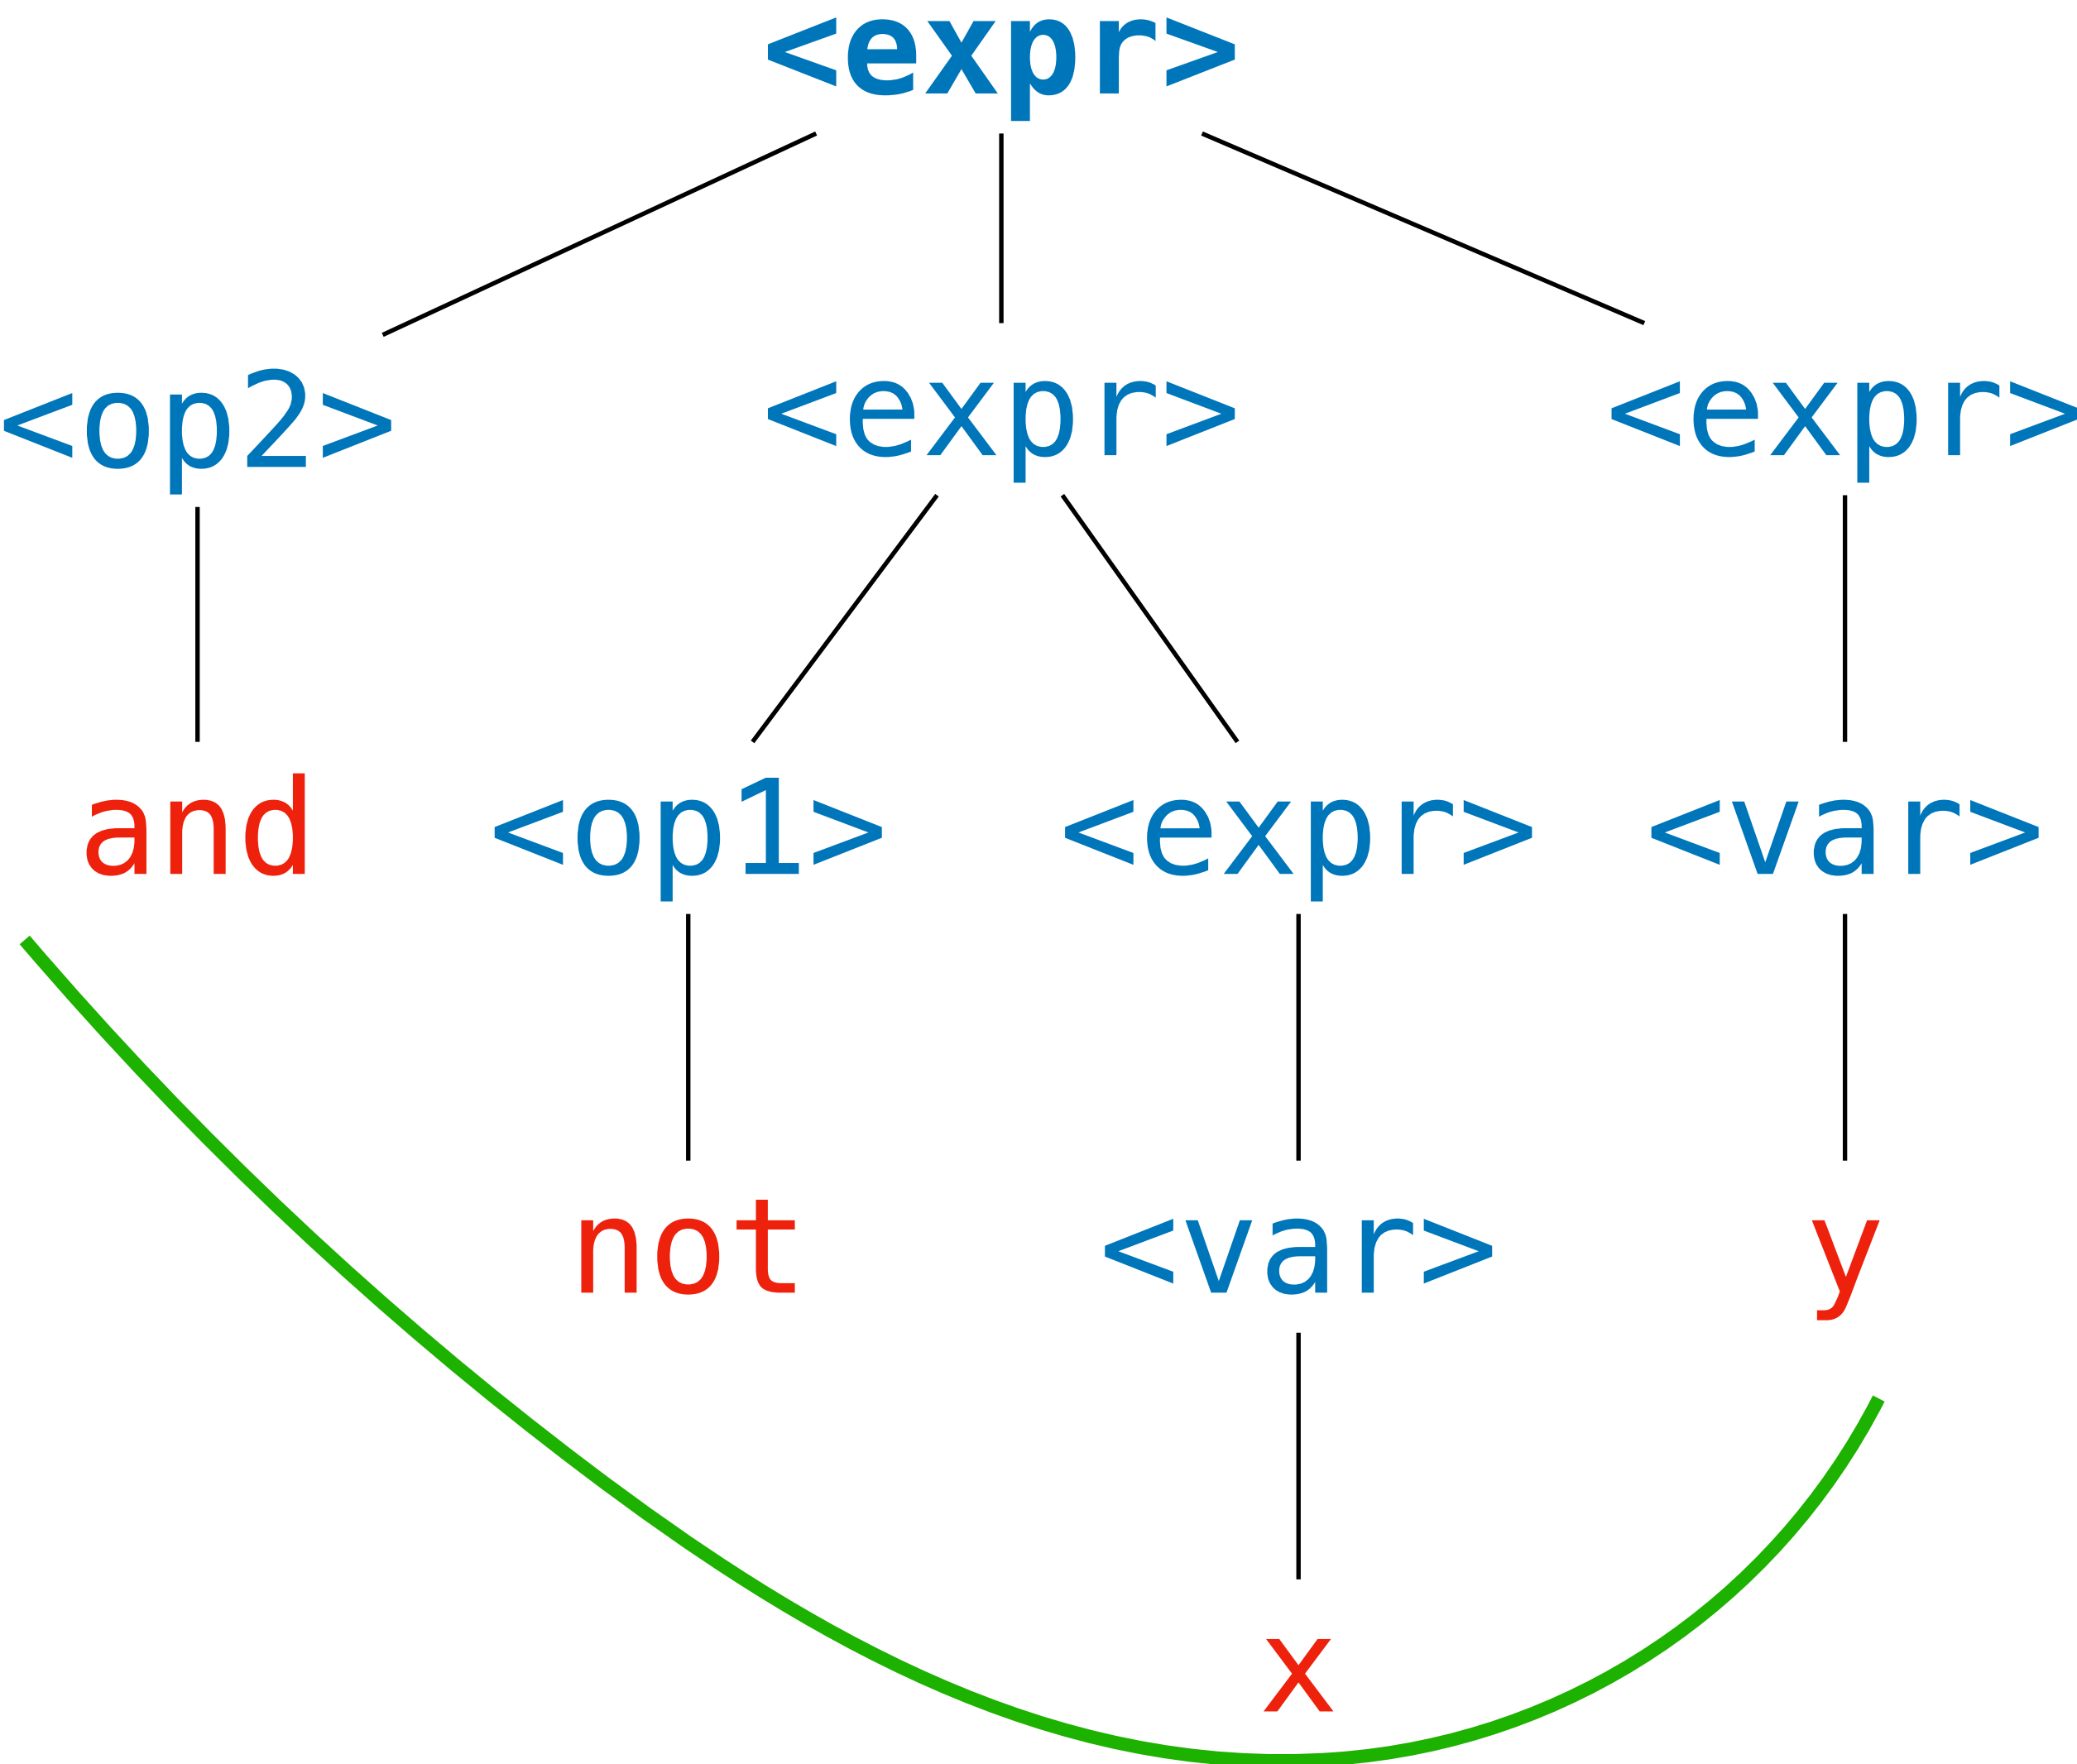 <expr>
<op2> <expr> <expr>
and <op1> <expr> <var>
not <var> y
x